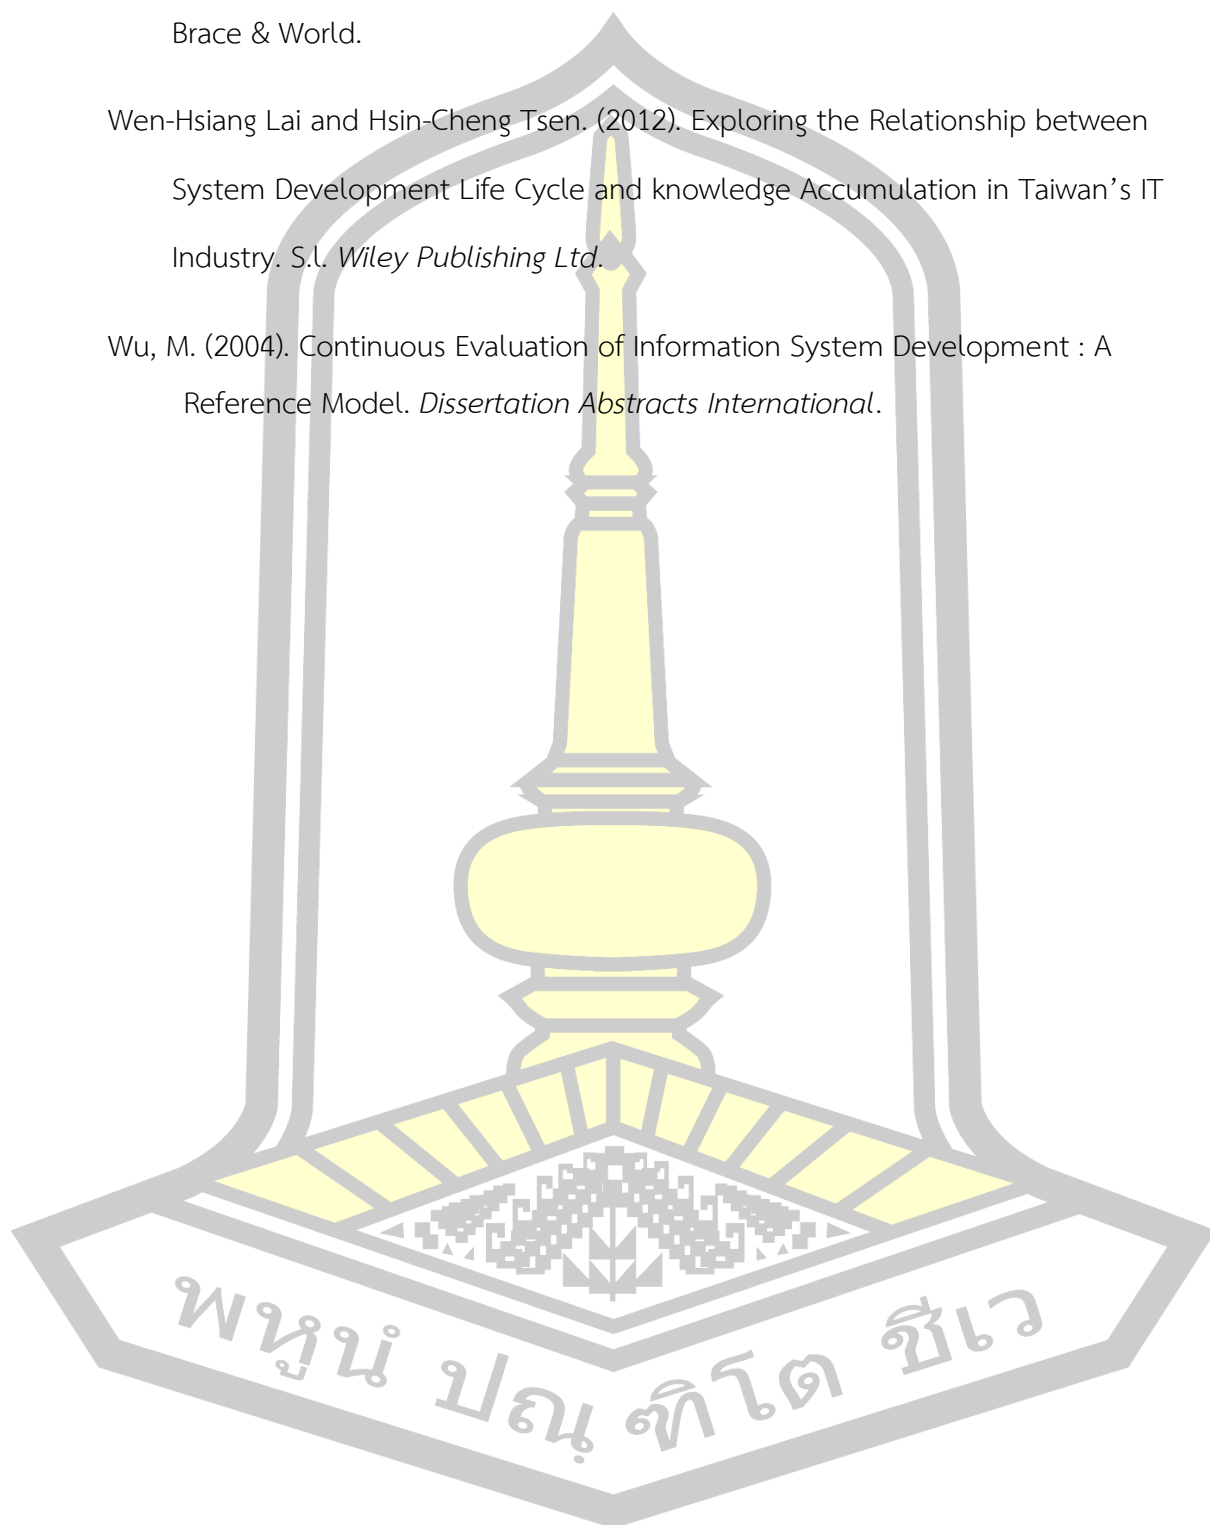 Brace & World.
Wen-Hsiang Lai and Hsin-Cheng Tsen. (2012). Exploring the Relationship between
System Development Life Cycle and knowledge Accumulation in Taiwan’s IT
Industry. S.l. Wiley Publishing Ltd.
Wu, M. (2004). Continuous Evaluation of Information System Development : A
Reference Model. Dissertation Abstracts International.
พหูนํ ปณฺฑิโต ชีเว